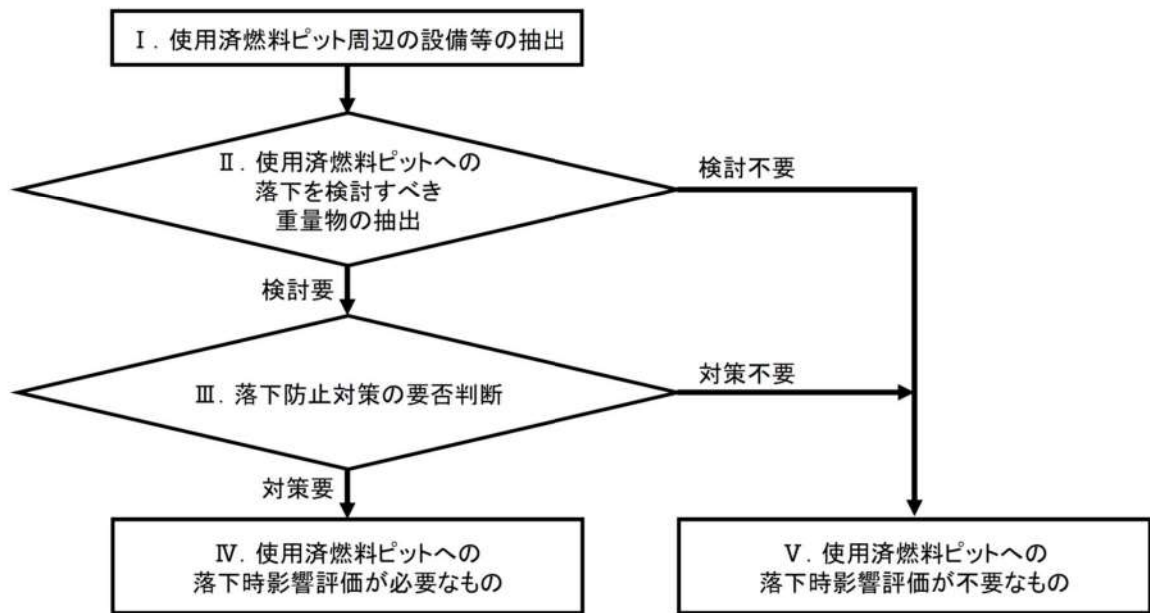 Ⅰ．使用済燃料ピット周辺の設備等の抽出
Ⅱ．使用済燃料ピットへの
落下を検討すべき
重量物の抽出
検討不要
検討要
Ⅲ．落下防止対策の要否判断
対策不要
対策要
Ⅳ．使用済燃料ピットへの
落下時影響評価が必要なもの
Ⅴ．使用済燃料ピットへの
落下時影響評価が不要なもの